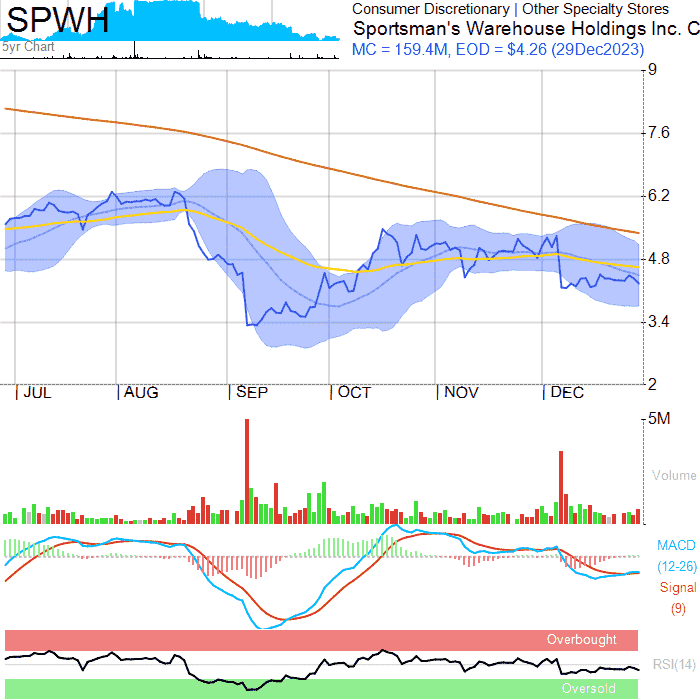 SPWH
5yr Chart
Consumer Discretionary | Other Specialty Stores
Sportsman's Warehouse Holdings Inc. C
MC = 159.4M, EOD = $4.26 (29Dec2023)
9
7.6
6.2
4.8
3.4
2
JUL AUG SEP OCT NOV DEC
5M
Volume
MACD
(12-26)
Signal
(9)
Overbought
RSI(14)
Oversold